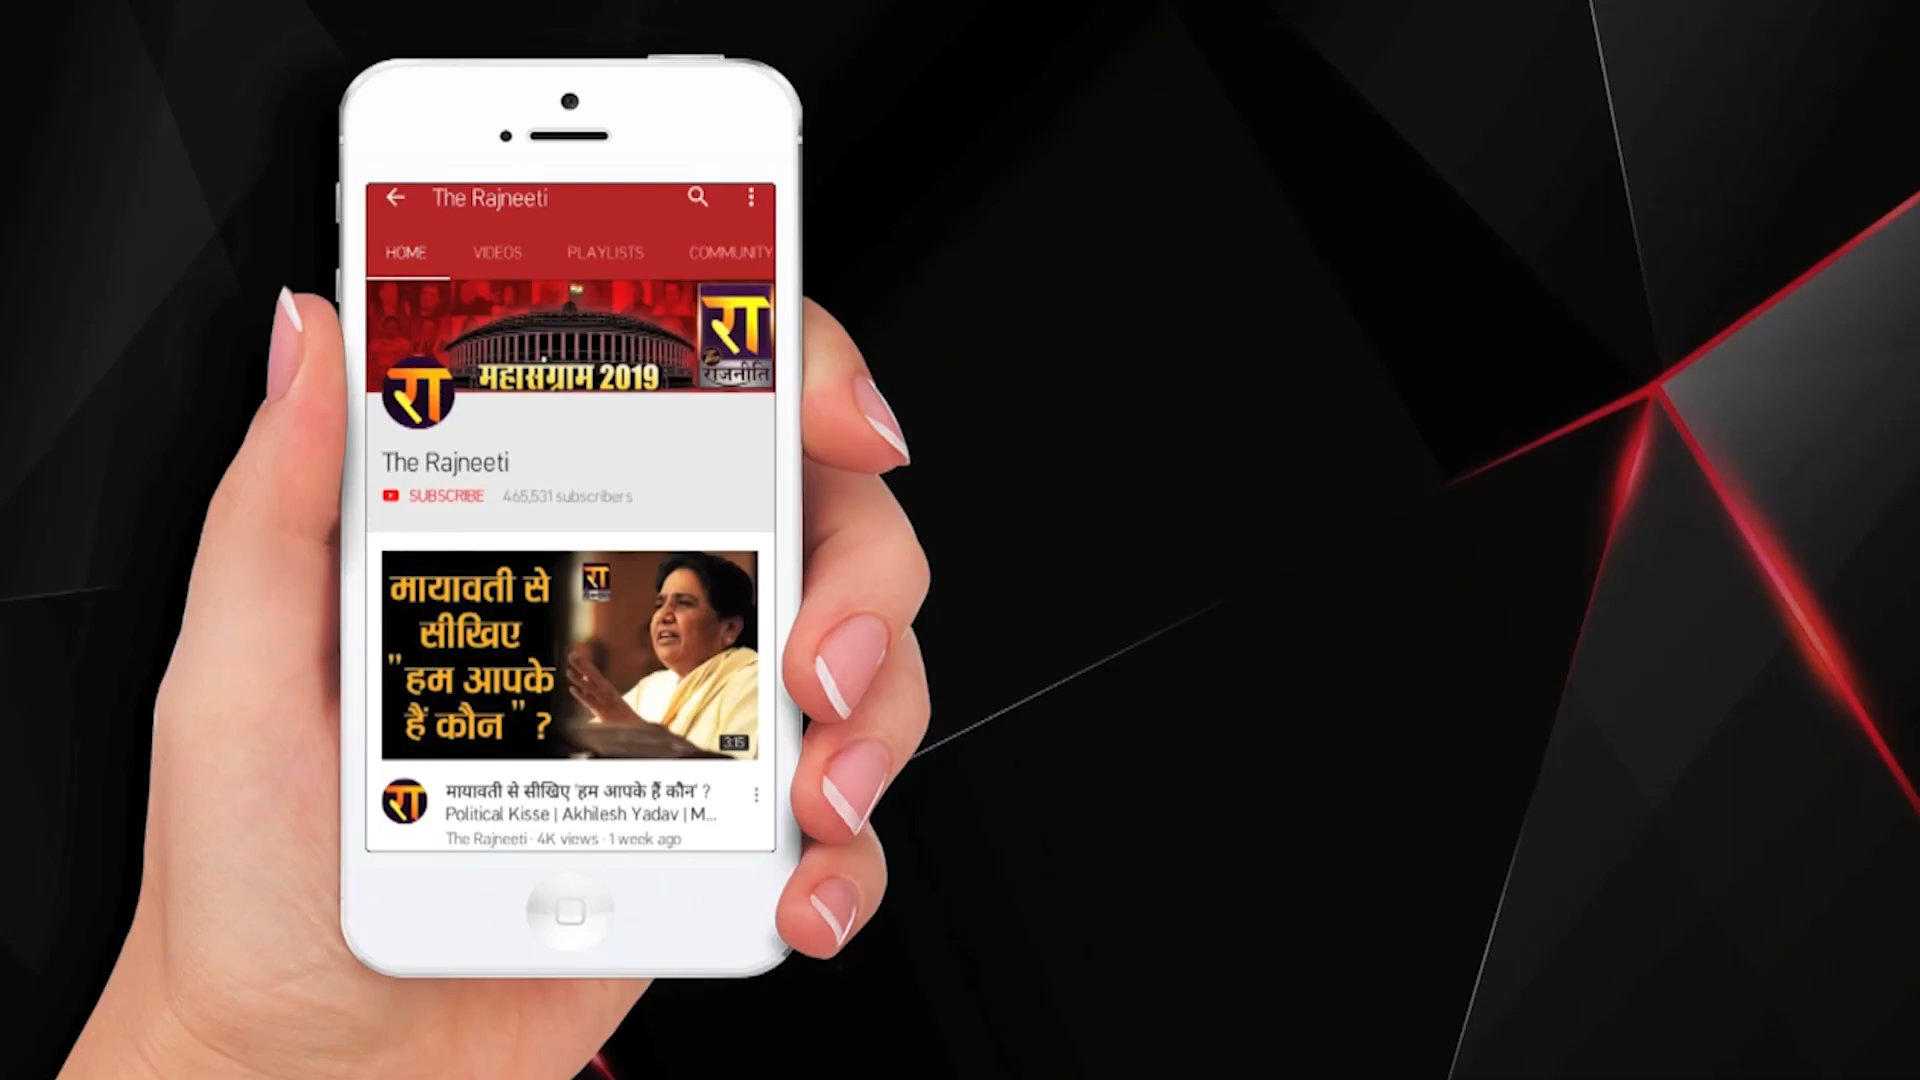 The Rajneeti
HOME VIDEOS PLAYLISTS COMMUNITY
रा
राजनीति
महासंग्राम 2019
रा
The Rajneeti
SUBSCRIBE 465,531 subscribers
रा
मायावती से
सीखिए
"हम आपके
हैं कौन " ?
3:15
रा
मायावती से सीखिए 'हम आपके हैं कौन' ?
Political Kisse | Akhilesh Yadav | M...
The Rajneeti · 4K views · 1 week ago